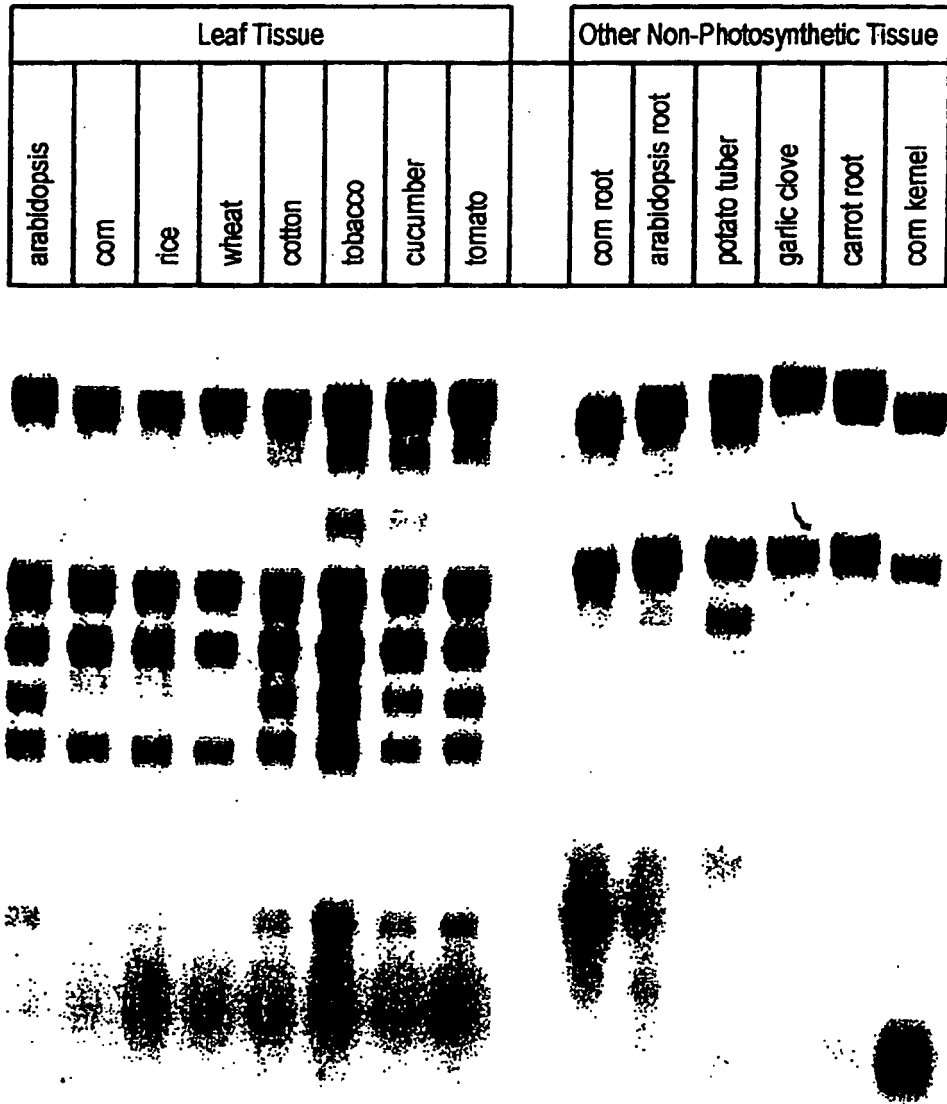 Leaf Tissue
Other Non-Photosynthetic Tissue
arabidopsis
corn
rice
wheat
cotton
tobacco
cucumber
tomato
corn root
arabidopsis root
potato tuber
garlic clove
carrot root
corn kernel